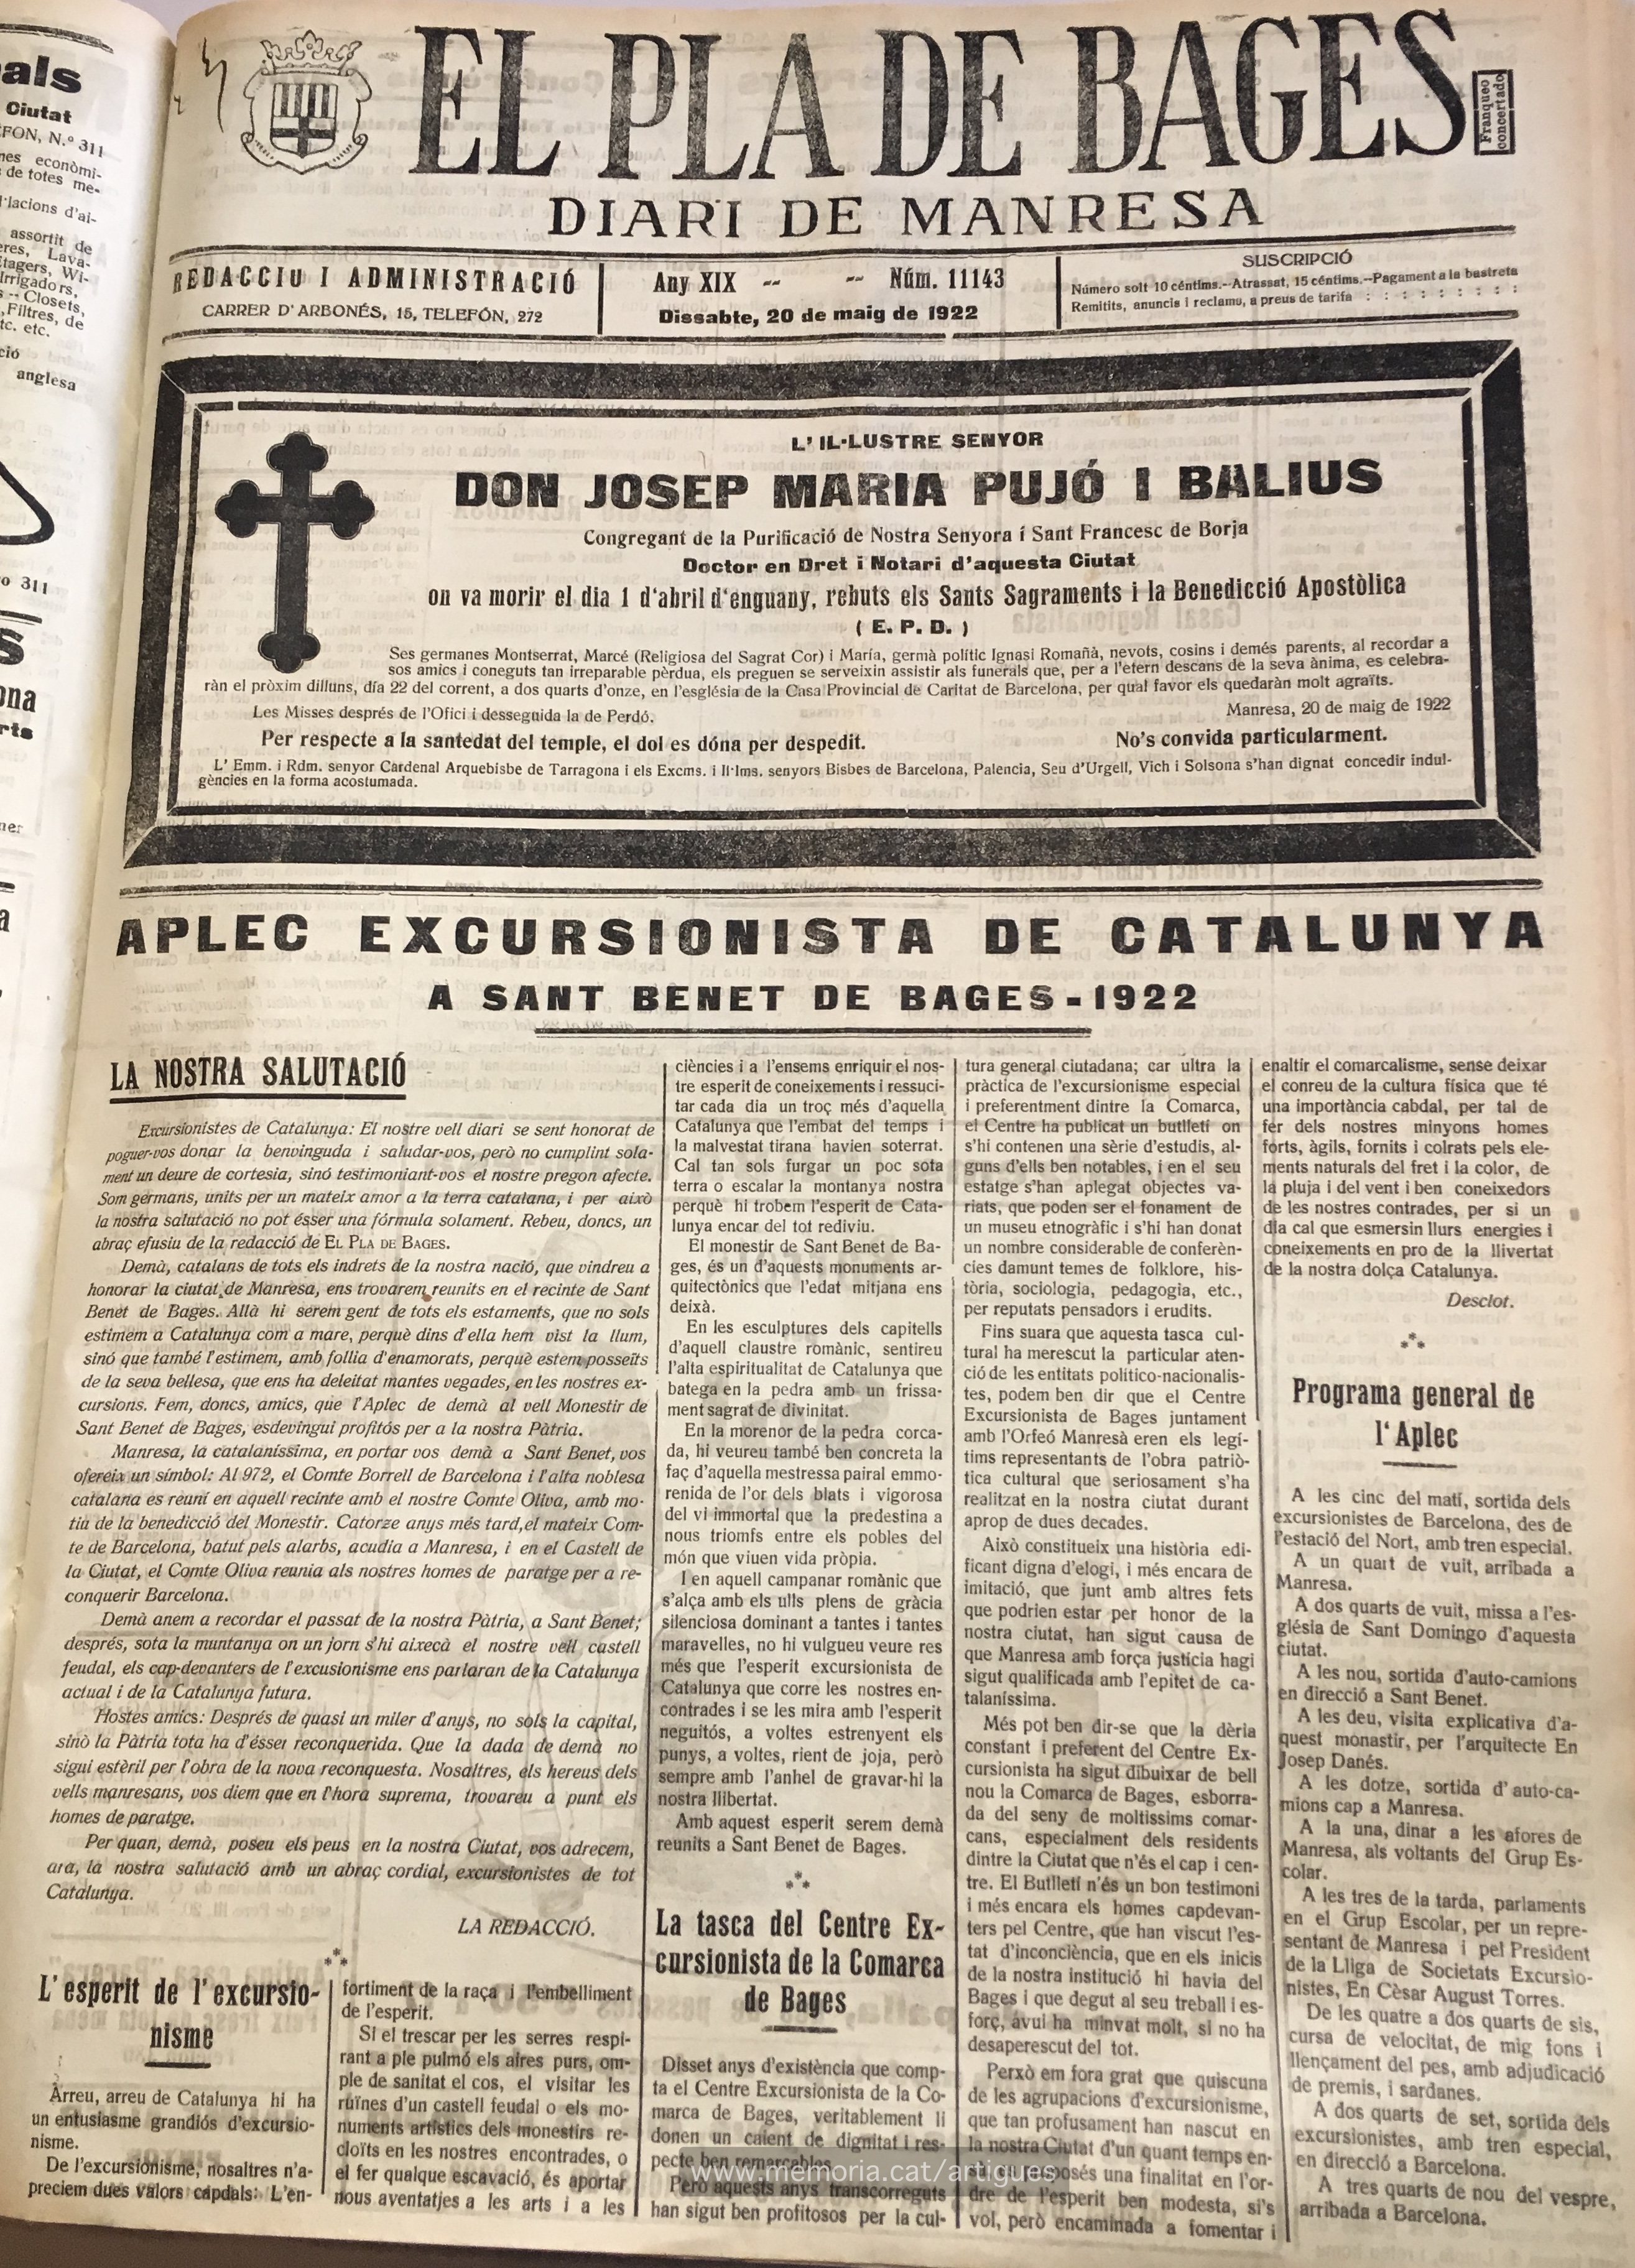 als
Ciutat
FON, N.º 311
nes econòmi-
de totes me-
l·lacions d'ai-
assortit de
eres, Lava-
tagers, Wi-
Irrigadors,
-- Closets,
Filtres, de
tc. etc.
ció
anglesa
o 311
S
ona
rts
ner
a
EL PLA DE BAGES
Franqueo
concertado
DIARI DE MANRESA
REDACCIU I ADMINISTRACIÓ
CARRER D'ARBONÉS, 15, TELEFÓN, 272
Any XIX -- -- Núm. 11143
Dissabte, 20 de maig de 1922
SUSCRIPCIÓ
Número solt 10 céntims.--Atrassat, 15 céntims.--Pagament a la bastreta
Remitits, anuncis i reclamu, a preus de tarifa : : : : : : : : :
L'IL·LUSTRE SENYOR
DON JOSEP MARIA PUJÓ I BALIUS
Congregant de la Purificació de Nostra Senyora i Sant Francesc de Borja
Doctor en Dret i Notari d'aquesta Ciutat
on va morir el dia 1 d'abril d'enguany, rebuts els Sants Sagraments i la Benedicció Apostòlica
( E. P. D. )
Ses germanes Montserrat, Marcé (Religiosa del Sagrat Cor) i María, germà polític Ignasi Romañà, nevots, cosins i demés parents, al recordar a
sos amics i coneguts tan irreparable pèrdua, els preguen se serveixin assistir als funerals que, per a l'etern descans de la seva ànima, es celebra-
ràn el pròxim dilluns, día 22 del corrent, a dos quarts d'onze, en l'església de la Casa Provincial de Caritat de Barcelona, per qual favor els quedaràn molt agraïts.
Les Misses després de l'Ofici i desseguida la de Perdó.
Manresa, 20 de maig de 1922
Per respecte a la santedat del temple, el dol es dóna per despedit.
No's convida particularment.
L' Emm. i Rdm. senyor Cardenal Arquebisbe de Tarragona i els Excms. i Il·lms. senyors Bisbes de Barcelona, Palencia, Seu d'Urgell, Vich i Solsona s'han dignat concedir indul-
gències en la forma acostumada.
APLEC EXCURSIONISTA DE CATALUNYA
A SANT BENET DE BAGES - 1922
LA NOSTRA SALUTACIÓ
Excursionistes de Catalunya: El nostre vell diari se sent honorat de
poguer-vos donar la benvinguda i saludar-vos, però no cumplint sola-
ment un deure de cortesia, sinó testimoniant-vos el nostre pregon afecte.
Som germans, units per un mateix amor a la terra catalana, i per això
la nostra salutació no pot ésser una fórmula solament. Rebeu, doncs, un
abraç efusiu de la redacció de EL PLA DE BAGES.
Demà, catalans de tots els indrets de la nostra nació, que vindreu a
honorar la ciutat de Manresa, ens trovarem reunits en el recinte de Sant
Benet de Bages. Allà hi serem gent de tots els estaments, que no sols
estimem a Catalunya com a mare, perquè dins d'ella hem vist la llum,
sinó que també l'estimem, amb follia d'enamorats, perquè estem posseïts
de la seva bellesa, que ens ha deleitat mantes vegades, en les nostres ex-
cursions. Fem, doncs, amics, que l'Aplec de demà al vell Monestir de
Sant Benet de Bages, esdevingui profitós per a la nostra Pàtria.
Manresa, la catalaníssima, en portar vos demà a Sant Benet, vos
ofereix un símbol: Al 972, el Comte Borrell de Barcelona i l'alta noblesa
catalana es reuní en aquell recinte amb el nostre Comte Oliva, amb mo-
tiu de la benedicció del Monestir. Catorze anys més tard, el mateix Com-
te de Barcelona, batut pels alarbs, acudia a Manresa, i en el Castell de
la Ciutat, el Comte Oliva reunia als nostres homes de paratge per a re-
conquerir Barcelona.
Demà anem a recordar el passat de la nostra Pàtria, a Sant Benet;
després, sota la muntanya on un jorn s'hi aixecà el nostre vell castell
feudal, els cap-devanters de l'excusionisme ens parlaran de la Catalunya
actual i de la Catalunya futura.
Hostes amics: Després de quasi un miler d'anys, no sols la capital,
sinò la Pàtria tota ha d'ésser reconquerida. Que la dada de demà no
sigui estèril per l'obra de la nova reconquesta. Nosaltres, els hereus dels
vells manresans, vos diem que en l'hora suprema, trovareu a punt els
homes de paratge.
Per quan, demà, poseu els peus en la nostra Ciutat, vos adrecem,
ara, la nostra salutació amb un abraç cordial, excursionistes de tot
Catalunya.
LA REDACCIÓ.
L'esperit de l'excursio-
nisme
Arreu, arreu de Catalunya hi ha
un entusiasme grandiós d'excursio-
nisme.
De l'excursionisme, nosaltres n'a-
preciem dues valors capdals: L'en-
fortiment de la raça i l'embelliment
de l'esperit.
Si el trescar per les serres respi-
rant a ple pulmó els aires purs, om-
ple de sanitat el cos, el visitar les
ruïnes d'un castell feudal o els mo-
numents artístics dels monestirs re-
cloïts en les nostres encontrades, o
el fer qualque escavació, és aportar
nous aventatjes a les arts i a les
ciències i a l'ensems enriquir el nos-
tre esperit de coneixements i ressuci-
tar cada dia un troç més d'aquella
Catalunya que l'embat del temps i
la malvestat tirana havien soterrat.
Cal tan sols furgar un poc sota
terra o escalar la montanya nostra
perquè hi trobem l'esperit de Cata-
lunya encar del tot rediviu.
El monestir de Sant Benet de Ba-
ges, és un d'aquests monuments ar-
quitectònics que l'edat mitjana ens
deixà.
En les esculptures dels capitells
d'aquell claustre romànic, sentireu
l'alta espiritualitat de Catalunya que
batega en la pedra amb un frissa-
ment sagrat de divinitat.
En la morenor de la pedra corca-
da, hi veureu també ben concreta la
faç d'aquella mestressa pairal emmo-
renida de l'or dels blats i vigorosa
del vi immortal que la predestina a
nous triomfs entre els pobles del
món que viuen vida pròpia.
I en aquell campanar romànic que
s'alça amb els ulls plens de gràcia
silenciosa dominant a tantes i tantes
maravelles, no hi vulgueu veure res
més que l'esperit excursionista de
Catalunya que corre les nostres en-
contrades i se les mira amb l'esperit
neguitós, a voltes estrenyent els
punys, a voltes, rient de joja, però
sempre amb l'anhel de gravar-hi la
nostra llibertat.
Amb aquest esperit serem demà
reunits a Sant Benet de Bages.
La tasca del Centre Ex-
cursionista de la Comarca
de Bages
Disset anys d'existència que comp-
ta el Centre Excursionista de la Co-
marca de Bages, veritablement li
donen un caient de dignitat i res-
pecte ben remarcables.
Però aquests anys transcorreguts
han sigut ben profitosos per la cul-
tura general ciutadana; car ultra la
pràctica de l'excursionisme especial
i preferentment dintre la Comarca,
el Centre ha publicat un butlletí on
s'hi contenen una sèrie d'estudis, al-
guns d'ells ben notables, i en el seu
estatge s'han aplegat objectes va-
riats, que poden ser el fonament de
un museu etnogràfic i s'hi han donat
un nombre considerable de conferèn-
cies damunt temes de folklore, his-
tòria, sociologia, pedagogia, etc.,
per reputats pensadors i erudits.
Fins suara que aquesta tasca cul-
tural ha merescut la particular aten-
ció de les entitats político-nacionalis-
tes, podem ben dir que el Centre
Excursionista de Bages juntament
amb l'Orfeó Manresà eren els legí-
tims representants de l'obra patriò-
tica cultural que seriosament s'ha
realitzat en la nostra ciutat durant
aprop de dues decades.
Això constitueix una història edi-
ficant digna d'elogi, i més encara de
imitació, que junt amb altres fets
que podrien estar per honor de la
nostra ciutat, han sigut causa de
que Manresa amb força justícia hagi
sigut qualificada amb l'epitet de ca-
talaníssima.
Més pot ben dir-se que la dèria
constant i preferent del Centre Ex-
cursionista ha sigut dibuixar de bell
nou la Comarca de Bages, esborra-
da del seny de moltíssims comar-
cans, especialment dels residents
dintre la Ciutat que n'és el cap i cen-
tre. El Butlletí n'és un bon testimoni
i més encara els homes capdevan-
ters pel Centre, que han viscut l'es-
tat d'inconciència, que en els inicis
de la nostra institució hi havia del
Bages i que degut al seu treball i es-
forç, avui ha minvat molt, si no ha
desaperescut del tot.
Perxò em fora grat que quiscuna
de les agrupacions d'excursionisme,
que tan profusament han nascut en
la nostra Ciutat d'un quant temps en-
posés una finalitat en l'or-
dre de l'esperit ben modesta, si's
vol, però encaminada a fomentar i
enaltir el comarcalisme, sense deixar
el conreu de la cultura física que té
una importància cabdal, per tal de
fer dels nostres minyons homes
forts, àgils, fornits i colrats pels ele-
ments naturals del fret i la color, de
la pluja i del vent i ben coneixedors
de les nostres contrades, per si un
dia cal que esmersin llurs energies i
coneixements en pro de la llivertat
de la nostra dolça Catalunya.
Desclot.
Programa general de
l'Aplec
A les cinc del matí, sortida dels
excursionistes de Barcelona, des de
l'estació del Nort, amb tren especial.
A un quart de vuit, arribada a
Manresa.
A dos quarts de vuit, missa a l'es-
glésia de Sant Domingo d'aquesta
ciutat.
A les nou, sortida d'auto-camions
en direcció a Sant Benet.
A les deu, visita explicativa d'a-
quest monastir, per l'arquitecte En
Josep Danés.
A les dotze, sortida d'auto-ca-
mions cap a Manresa.
A la una, dinar a les afores de
Manresa, als voltants del Grup Es-
colar.
A les tres de la tarda, parlaments
en el Grup Escolar, per un repre-
sentant de Manresa i pel President
de la Lliga de Societats Excursio-
nistes, En Cèsar August Torres.
De les quatre a dos quarts de sis,
cursa de velocitat, de mig fons i
llençament del pes, amb adjudicació
de premis, i sardanes.
A dos quarts de set, sortida dels
excursionistes, amb tren especial,
en direcció a Barcelona.
A tres quarts de nou del vespre,
arribada a Barcelona.
www.memoria.cat/artigues